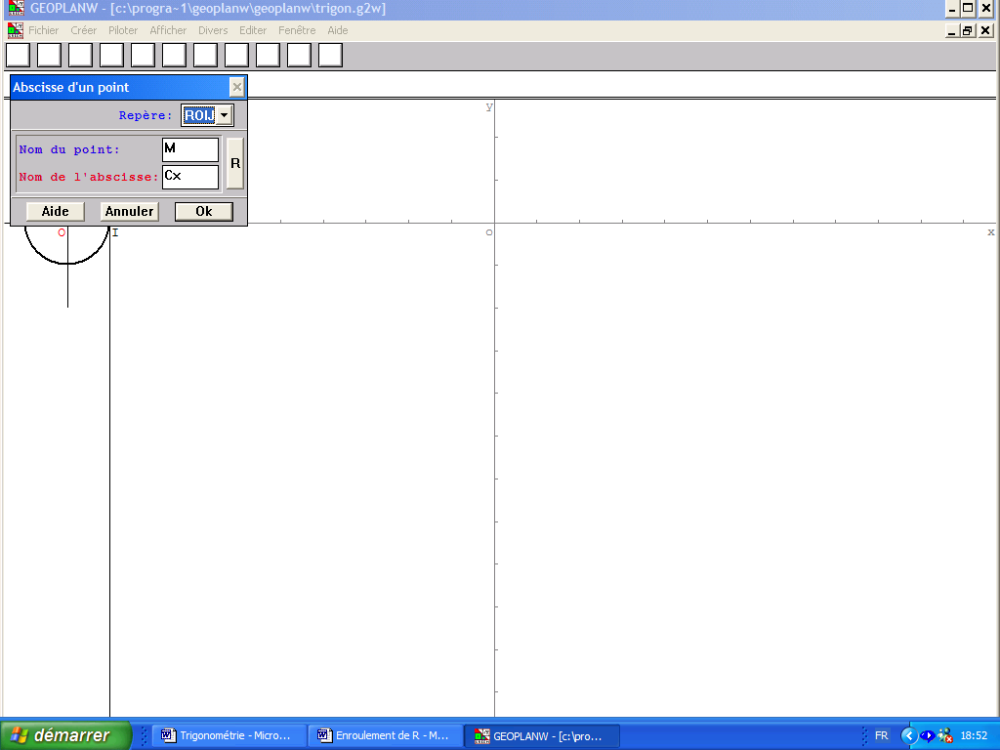 GEOPLANW - [c:\progra~1\geoplanw\geoplanw\trigon.g2w]
Fichier Créer Piloter Afficher Divers Editer Fenêtre Aide
Abscisse d'un point
Repère: ROIJ
Nom du point: M
Nom de l'abscisse: Cx
R
Aide Annuler Ok
y
O I o x
démarrer Trigonométrie - Micro... Enroulement de R - M... GEOPLANW - [c:\pro... FR 18:52